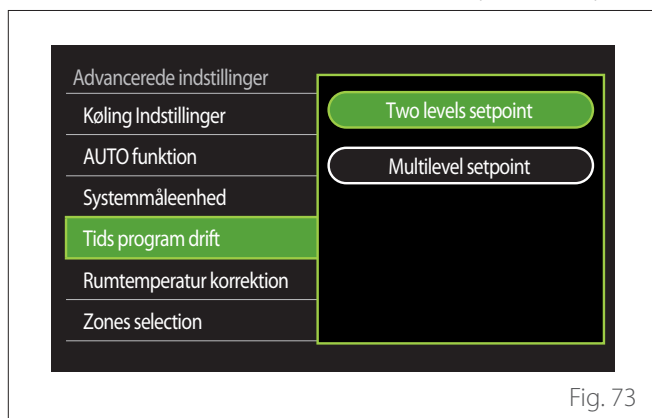 Advancerede indstillinger
Køling Indstillinger
AUTO funktion
Systemmåleenhed
Tids program drift
Rumtemperatur korrektion
Zones selection
Two levels setpoint
Multilevel setpoint
Fig. 73